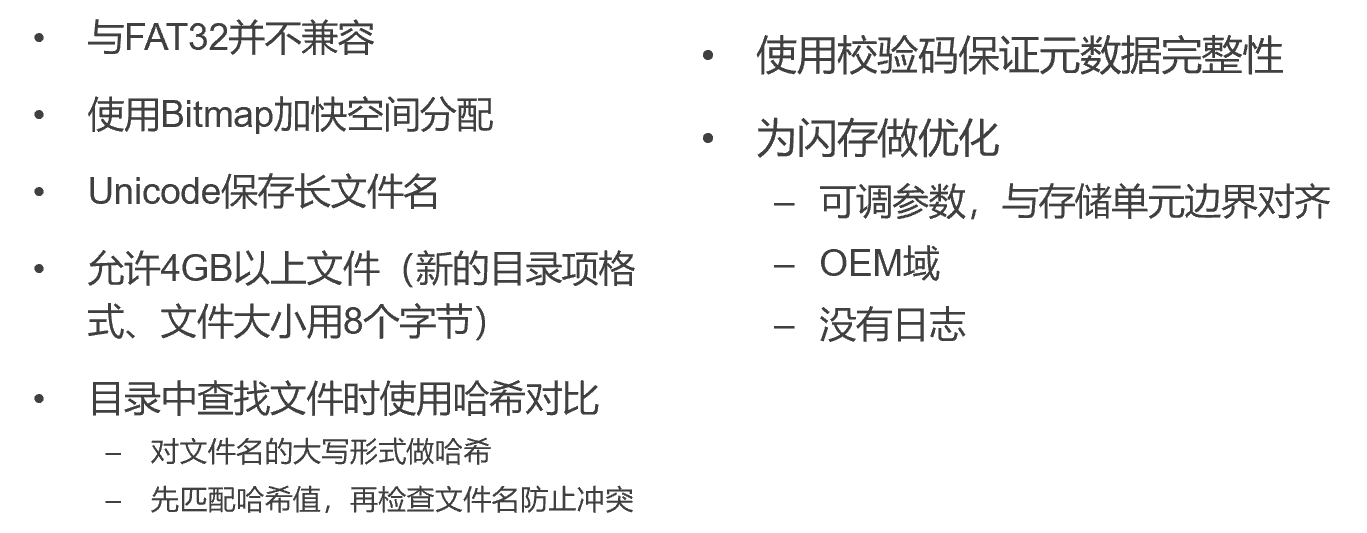 • 与FAT32并不兼容
• 使用Bitmap加快空间分配
• Unicode保存长文件名
• 允许4GB以上文件（新的目录项格
式、文件大小用8个字节）
• 目录中查找文件时使用哈希对比
– 对文件名的大写形式做哈希
– 先匹配哈希值，再检查文件名防止冲突
• 使用校验码保证元数据完整性
• 为闪存做优化
– 可调参数，与存储单元边界对齐
– OEM域
– 没有日志